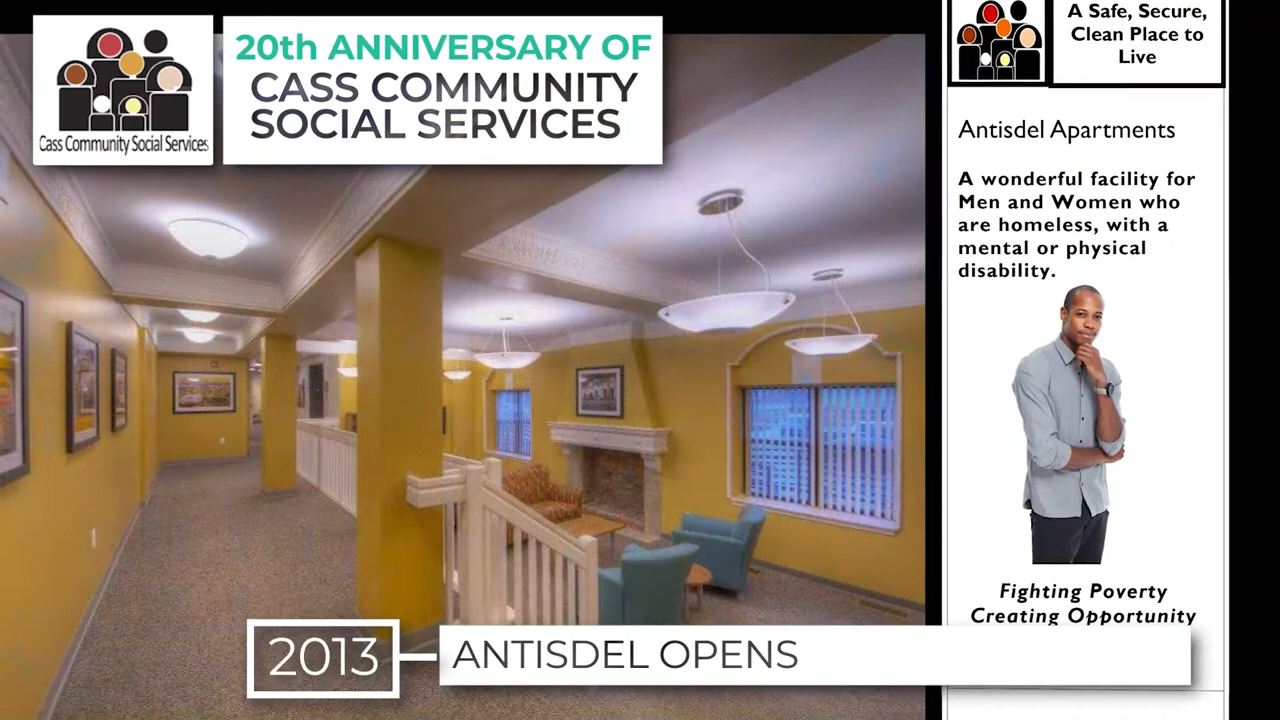 20th ANNIVERSARY OF
CASS COMMUNITY
SOCIAL SERVICES
Cass Community Social Services
A Safe, Secure,
Clean Place to
Live
Antisdel Apartments
A wonderful facility for
Men and Women who
are homeless, with a
mental or physical
disability.
Fighting Poverty
Creating Opportunity
2013
ANTISDEL OPENS